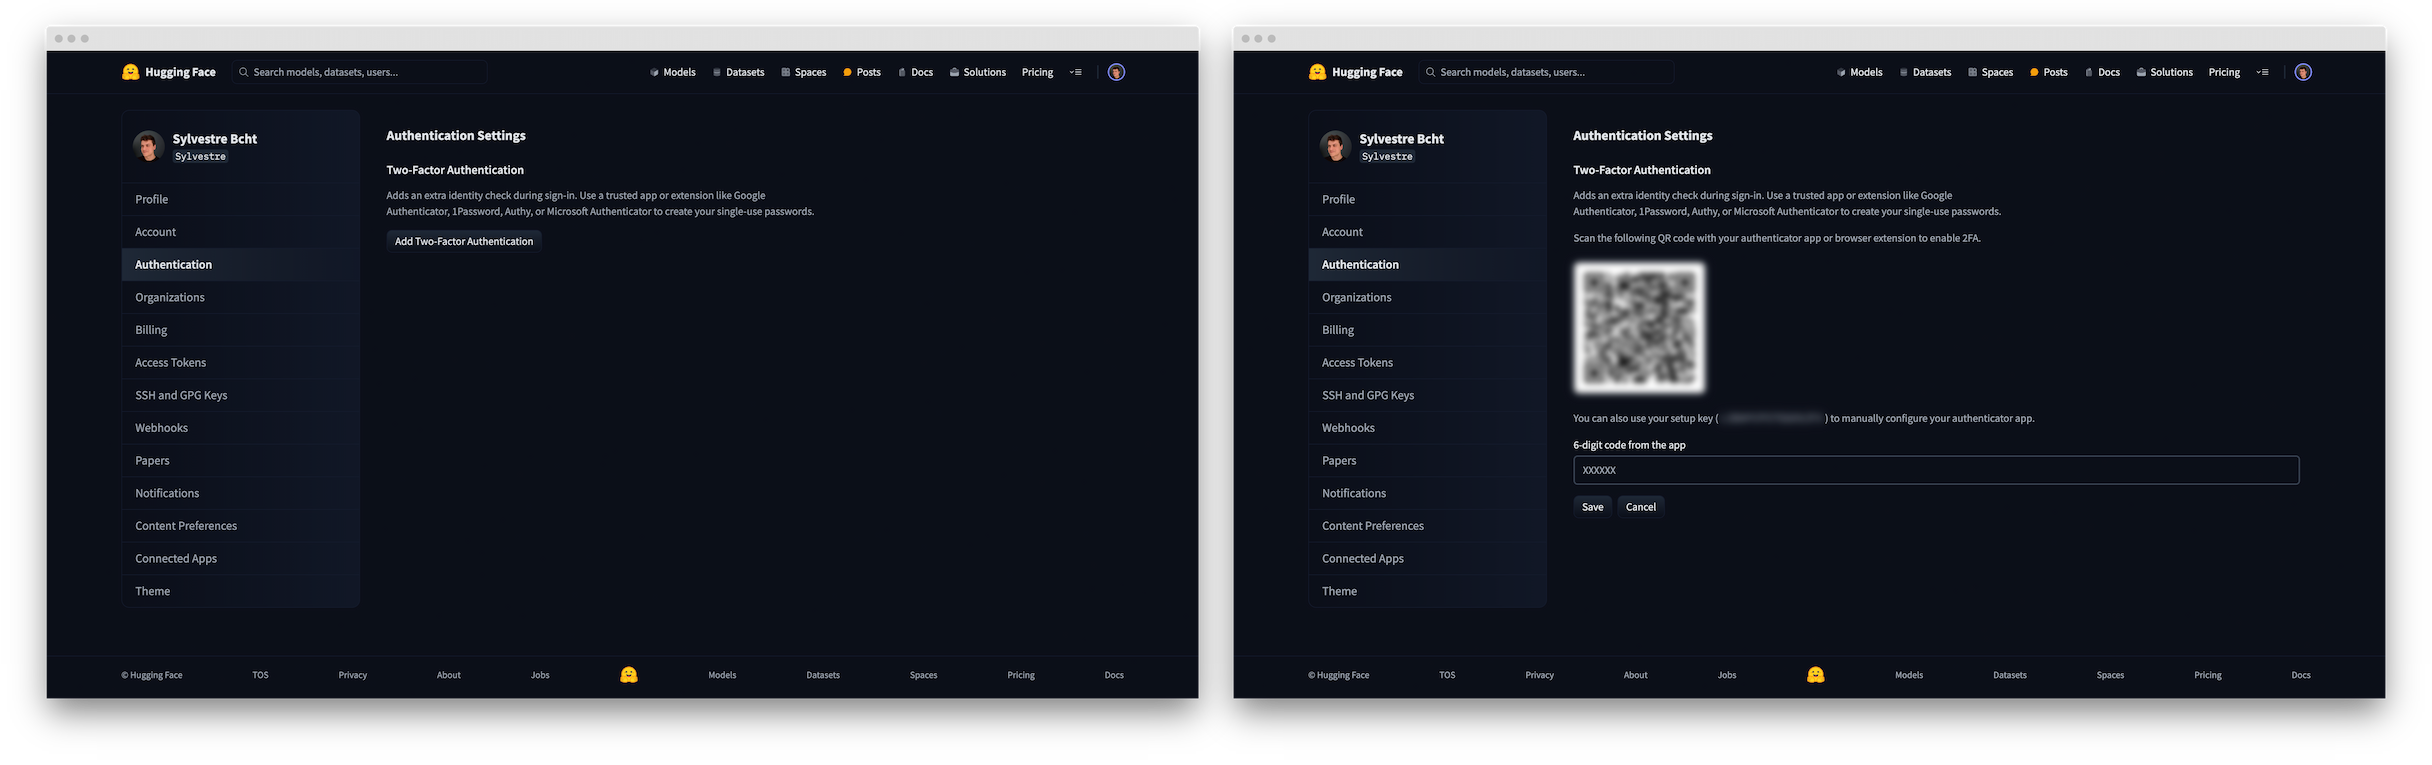 Hugging Face
Search models, datasets, users...
Models
Datasets
Spaces
Posts
Docs
Solutions
Pricing
Sylvestre Bcht
Sylvestre
Profile
Account
Authentication
Organizations
Billing
Access Tokens
SSH and GPG Keys
Webhooks
Papers
Notifications
Content Preferences
Connected Apps
Theme
Authentication Settings
Two-Factor Authentication
Adds an extra identity check during sign-in. Use a trusted app or extension like Google
Authenticator, 1Password, Authy, or Microsoft Authenticator to create your single-use passwords.
Add Two-Factor Authentication
© Hugging Face
TOS
Privacy
About
Jobs
Models
Datasets
Spaces
Pricing
Docs
Hugging Face
Search models, datasets, users...
Models
Datasets
Spaces
Posts
Docs
Solutions
Pricing
Sylvestre Bcht
Sylvestre
Profile
Account
Authentication
Organizations
Billing
Access Tokens
SSH and GPG Keys
Webhooks
Papers
Notifications
Content Preferences
Connected Apps
Theme
Authentication Settings
Two-Factor Authentication
Adds an extra identity check during sign-in. Use a trusted app or extension like Google
Authenticator, 1Password, Authy, or Microsoft Authenticator to create your single-use passwords.
Scan the following QR code with your authenticator app or browser extension to enable 2FA.
You can also use your setup key ( ) to manually configure your authenticator app.
6-digit code from the app
XXXXXX
Save
Cancel
© Hugging Face
TOS
Privacy
About
Jobs
Models
Datasets
Spaces
Pricing
Docs